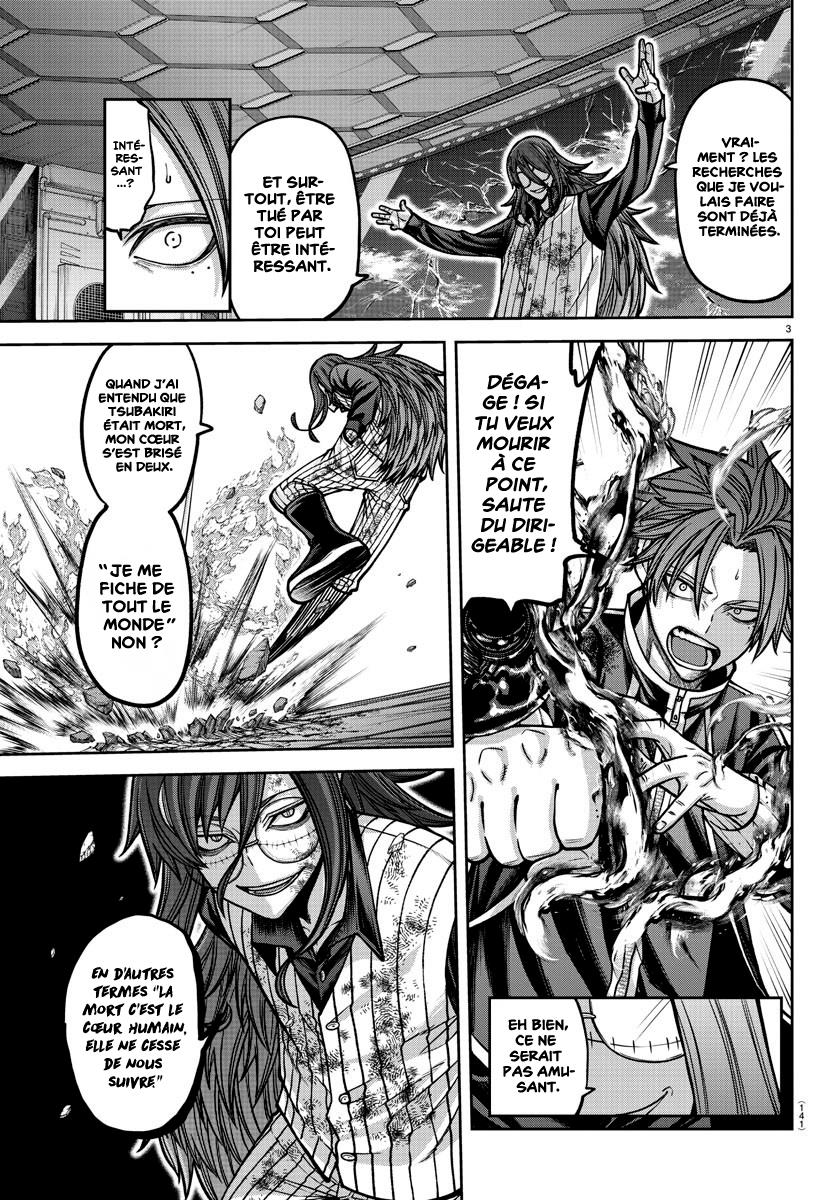 VRAI-
MENT ? LES
RECHERCHES
QUE JE VOU-
LAIS FAIRE
SONT DÉJÀ
TERMINÉES.
ET SUR-
TOUT, ÊTRE
TUÉ PAR
TOI PEUT
ÊTRE INTÉ-
RESSANT.
INTÉ-
RES-
SANT
...?
3
DÉGA-
GE ! SI
TU VEUX
MOURIR
À CE
POINT,
SAUTE
DU DIRI-
GEABLE !
EH BIEN,
CE NE
SERAIT
PAS AMU-
SANT.
QUAND J'AI
ENTENDU QUE
TSUBAKIRI
ÉTAIT MORT,
MON CŒUR
S'EST BRISÉ
EN DEUX.
"JE ME
FICHE DE
TOUT LE
MONDE"
NON ?
EN D'AUTRES
TERMES "LA
MORT C'EST LE
CŒUR HUMAIN,
ELLE NE CESSE
DE NOUS
SUIVRE"
(141)